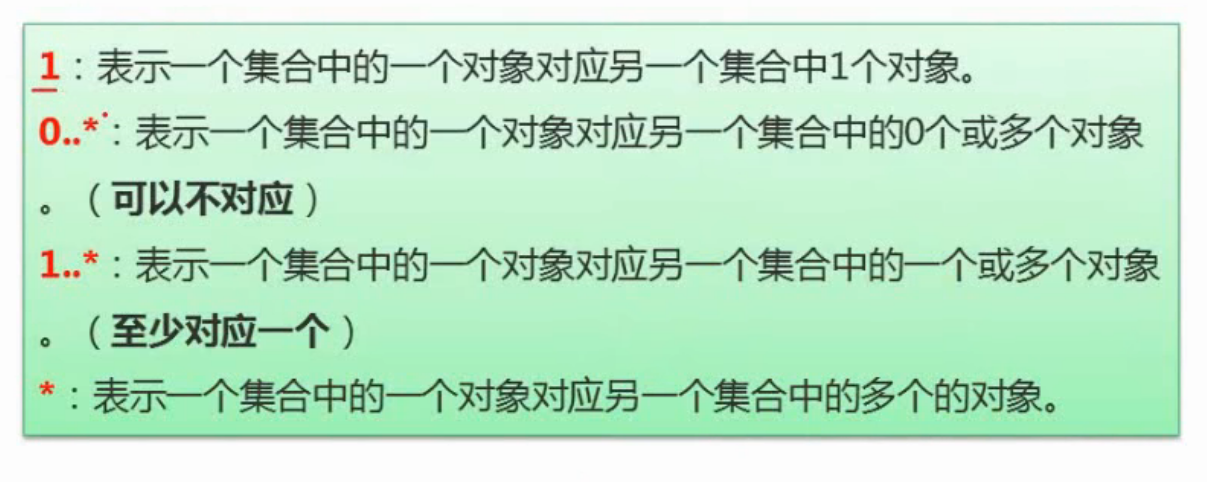 1：表示一个集合中的一个对象对应另一个集合中1个对象。
0..*：表示一个集合中的一个对象对应另一个集合中的0个或多个对象
。（可以不对应）
1..*：表示一个集合中的一个对象对应另一个集合中的一个或多个对象
。（至少对应一个）
*：表示一个集合中的一个对象对应另一个集合中的多个的对象。